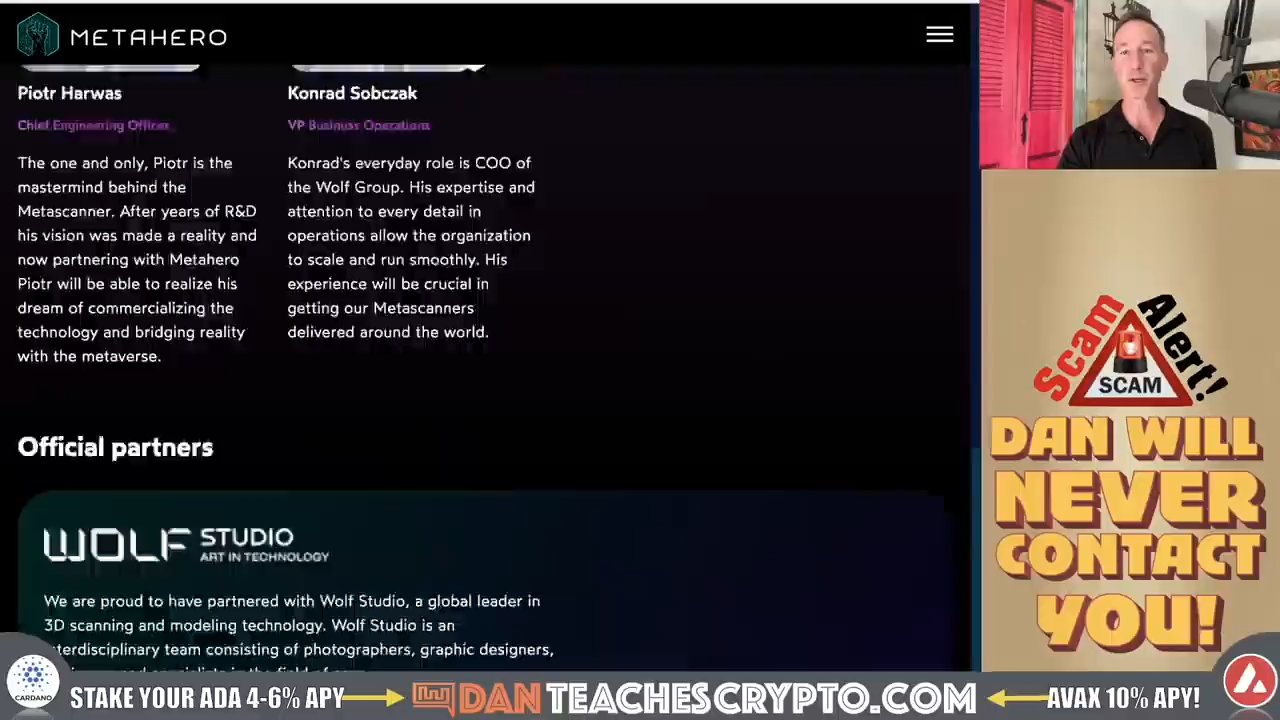 METAHERO
Piotr Harwas
Chief Engineering Officer
The one and only, Piotr is the
mastermind behind the
Metascanner. After years of R&D
his vision was made a reality and
now partnering with Metahero
Piotr will be able to realize his
dream of commercializing the
technology and bridging reality
with the metaverse.
Konrad Sobczak
VP Business Operations
Konrad's everyday role is COO of
the Wolf Group. His expertise and
attention to every detail in
operations allow the organization
to scale and run smoothly. His
experience will be crucial in
getting our Metascanners
delivered around the world.
Official partners
WOLF STUDIO
ART IN TECHNOLOGY
We are proud to have partnered with Wolf Studio, a global leader in
3D scanning and modeling technology. Wolf Studio is an
team consisting of photographers, graphic designers,
Scam Alert!
SCAM
DAN WILL
NEVER
CONTACT
YOU!
CARDANO
STAKE YOUR ADA 4-6% APY
DANTEACHESCRYPTO.COM
AVAX 10% APY!